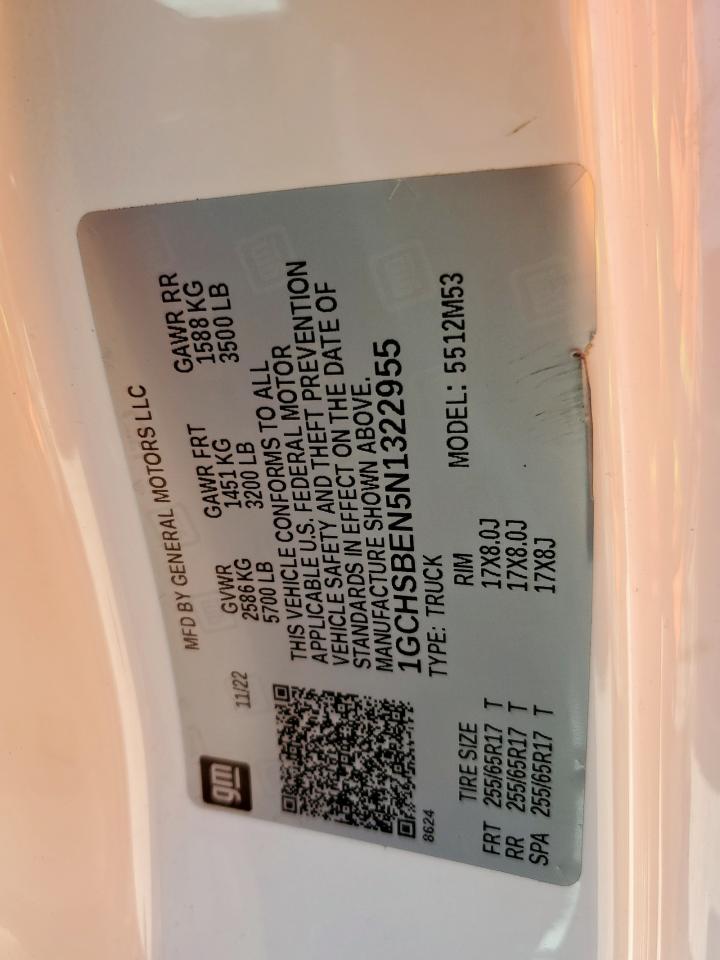 gm
11/22
MFD BY GENERAL MOTORS LLC
GVWR GAWR FRT GAWR RR
2586 KG 1451 KG 1588 KG
5700 LB 3200 LB 3500 LB
THIS VEHICLE CONFORMS TO ALL
APPLICABLE U.S. FEDERAL MOTOR
VEHICLE SAFETY AND THEFT PREVENTION
STANDARDS IN EFFECT ON THE DATE OF
MANUFACTURE SHOWN ABOVE.
1GCHSBEN5N1322955
8624
TYPE: TRUCK MODEL: 5512M53
TIRE SIZE RIM
FRT 255/65R17 T 17X8.0J
RR 255/65R17 T 17X8.0J
SPA 255/65R17 T 17X8J